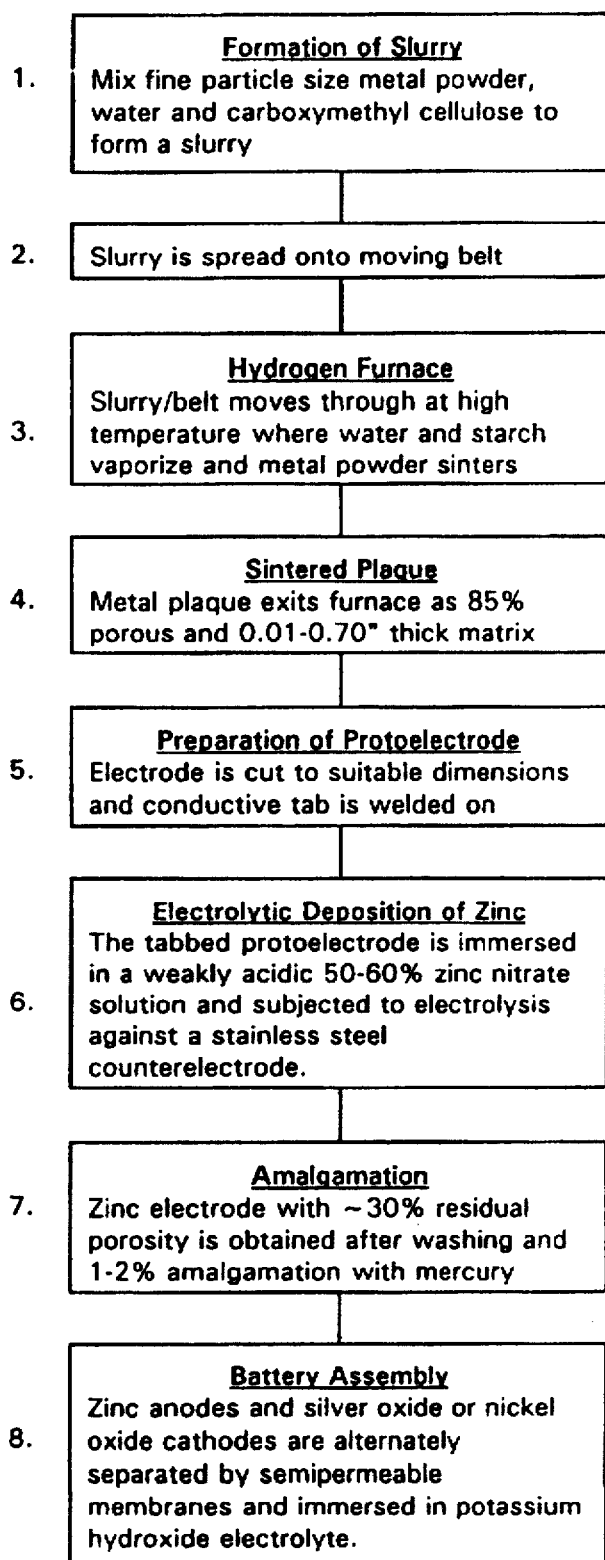 Formation of Slurry
1.
Mix fine particle size metal powder,
water and carboxymethyl cellulose to
form a slurry
2.
Slurry is spread onto moving belt
Hydrogen Furnace
Slurry/belt moves through at high
3.
temperature where water and starch
vaporize and metal powder sinters
Sintered Plaque
4.
Metal plaque exits furnace as 85%
porous and 0.01-0.70" thick matrix
Preparation of Protoelectrode
5.
Electrode is cut to suitable dimensions
and conductive tab is welded on
Electrolytic Deposition of Zinc
The tabbed protoelectrode is immersed
in a weakly acidic 50-60% zinc nitrate
6.
solution and subjected to electrolysis
against a stainless steel
counterelectrode.
Amalgamation
7.
Zinc electrode with ~30% residual
porosity is obtained after washing and
1-2% amalgamation with mercury
Battery Assembly
Zinc anodes and silver oxide or nickel
8.
oxide cathodes are alternately
separated by semipermeable
membranes and immersed in potassium
hydroxide electrolyte.